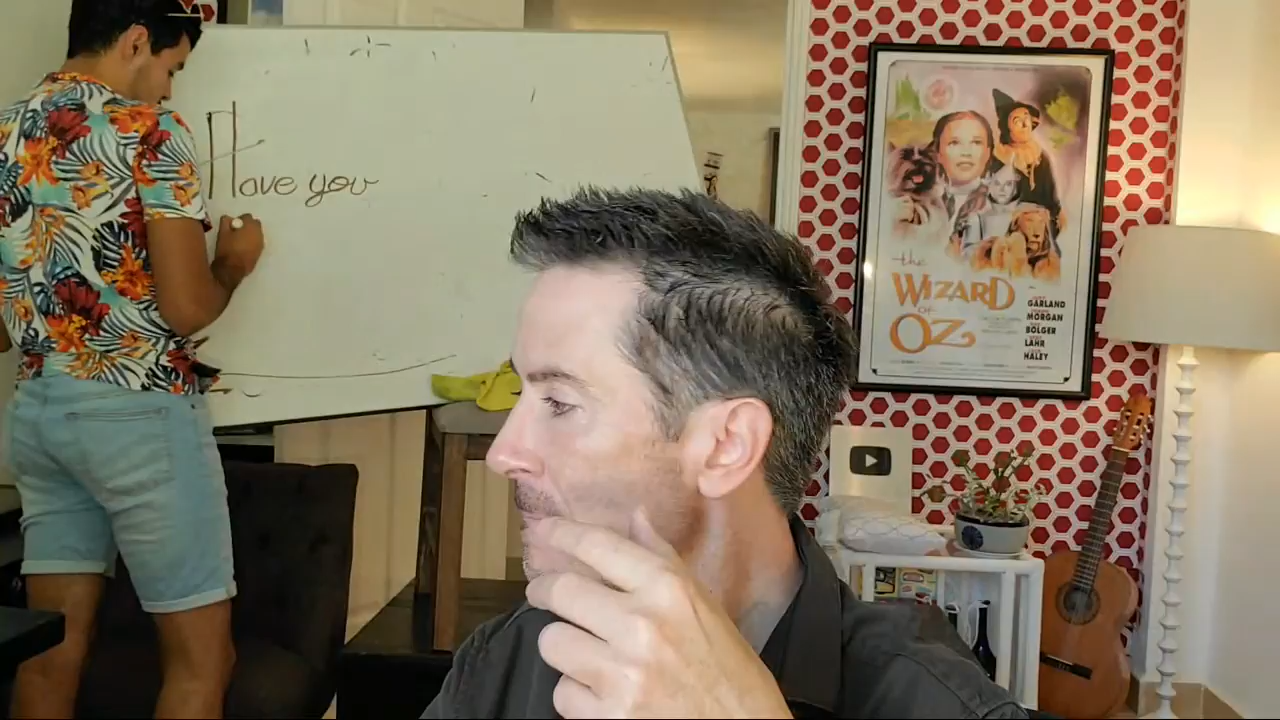 Have you
the
WIZARD
OF
OZ
GARLAND
MORGAN
BOLGER
LAHR
HALEY